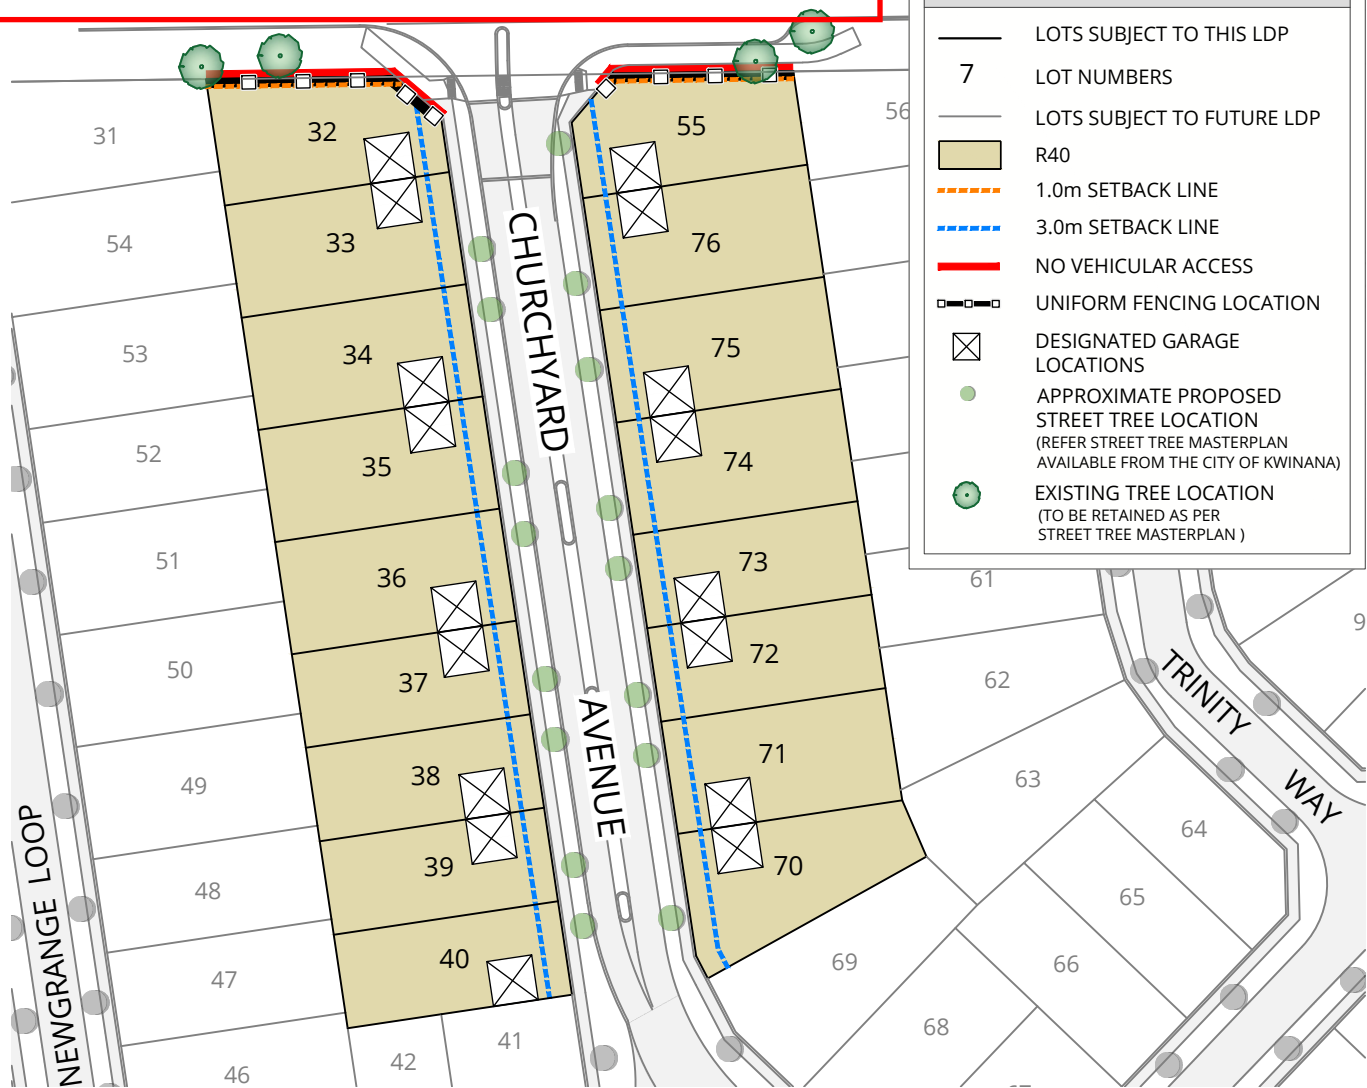 LOTS SUBJECT TO THIS LDP
7
LOT NUMBERS
LOTS SUBJECT TO FUTURE LDP
R40
1.0m SETBACK LINE
3.0m SETBACK LINE
NO VEHICULAR ACCESS
UNIFORM FENCING LOCATION
DESIGNATED GARAGE
LOCATIONS
APPROXIMATE PROPOSED
STREET TREE LOCATION
(REFER STREET TREE MASTERPLAN
AVAILABLE FROM THE CITY OF KWINANA)
EXISTING TREE LOCATION
(TO BE RETAINED AS PER
STREET TREE MASTERPLAN )
31
54
53
52
51
50
49
48
47
46
32
33
34
35
36
37
38
39
40
42
41
CHURCHYARD
AVENUE
55
76
75
74
73
72
71
70
56
61
62
63
64
65
66
69
68
NEWGRANGE LOOP
TRINITY
WAY